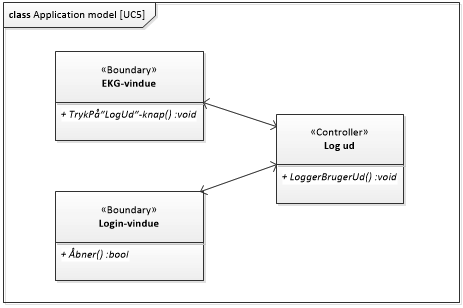 class Application model [UC5]
«Boundary»
EKG-vindue
+ TrykPå"LogUd"-knap() :void
«Controller»
Log ud
+ LoggerBrugerUd() :void
«Boundary»
Login-vindue
+ Åbner() :bool